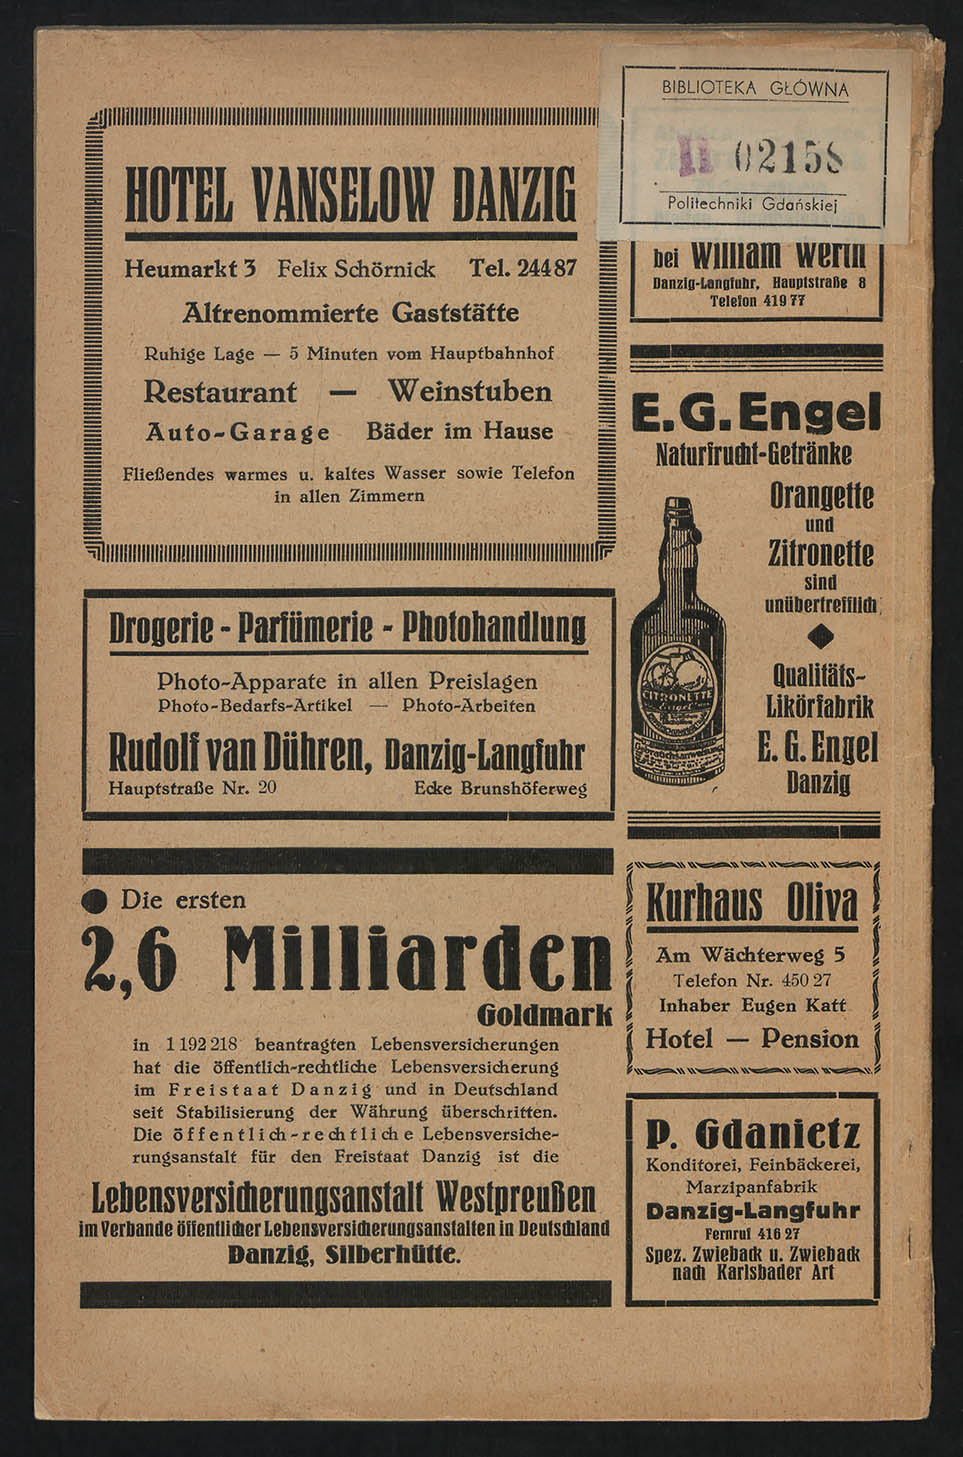 BIBLIOTEKA GŁÓWNA
II 02158
Politechniki Gdańskiej
HOTEL VANSELOW DANZIG
Heumarkt 3 Felix Schörnick Tel. 24487
Altrenommierte Gaststätte
Ruhige Lage — 5 Minuten vom Hauptbahnhof
Restaurant — Weinstuben
Auto-Garage Bäder im Hause
Fließendes warmes u. kaltes Wasser sowie Telefon
in allen Zimmern
bei William Werth
Danzig-Langfuhr, Hauptstraße 8
Telefon 41977
E.G.Engel
Naturfrucht-Getränke
Orangette
und
Zitronette
sind
unübertrefflich
Qualitäts-
Likörfabrik
E. G. Engel
Danzig
CITRONETTE
Engel
Gebrauchsanweisung
Drogerie - Parfümerie - Photohandlung
Photo-Apparate in allen Preislagen
Photo-Bedarfs-Artikel — Photo-Arbeiten
Rudolf van Dühren, Danzig-Langfuhr
Hauptstraße Nr. 20 Ecke Brunshöferweg
Die ersten
2,6 Milliarden
Goldmark
in 1192218 beantragten Lebensversicherungen
hat die öffentlich-rechtliche Lebensversicherung
im Freistaat Danzig und in Deutschland
seit Stabilisierung der Währung überschritten.
Die öffentlich-rechtliche Lebensversiche-
rungsanstalt für den Freistaat Danzig ist die
Lebensversicherungsanstalt Westpreußen
im Verbande öffentlicher Lebensversicherungsanstalten in Deutschland
Danzig, Silberhütte.
Kurhaus Oliva
Am Wächterweg 5
Telefon Nr. 45027
Inhaber Eugen Katt
Hotel — Pension
P. Gdanietz
Konditorei, Feinbäckerei,
Marzipanfabrik
Danzig-Langfuhr
Fernruf 41627
Spez. Zwieback u. Zwieback
nach Karlsbader Art